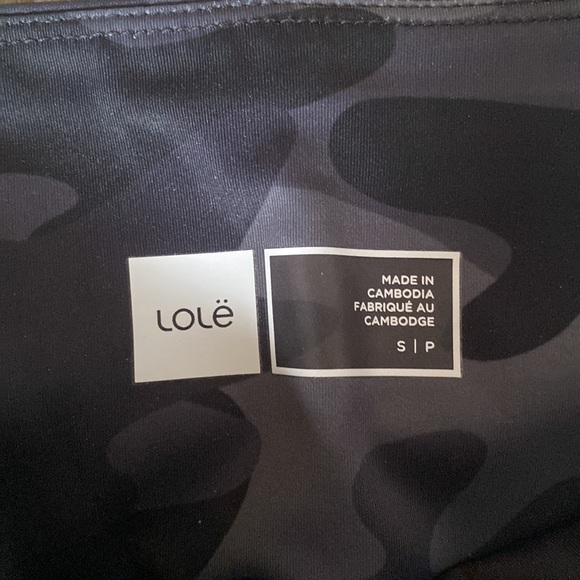 Lolë
MADE IN
CAMBODIA
FABRIQUÉ AU
CAMBODGE
S | P